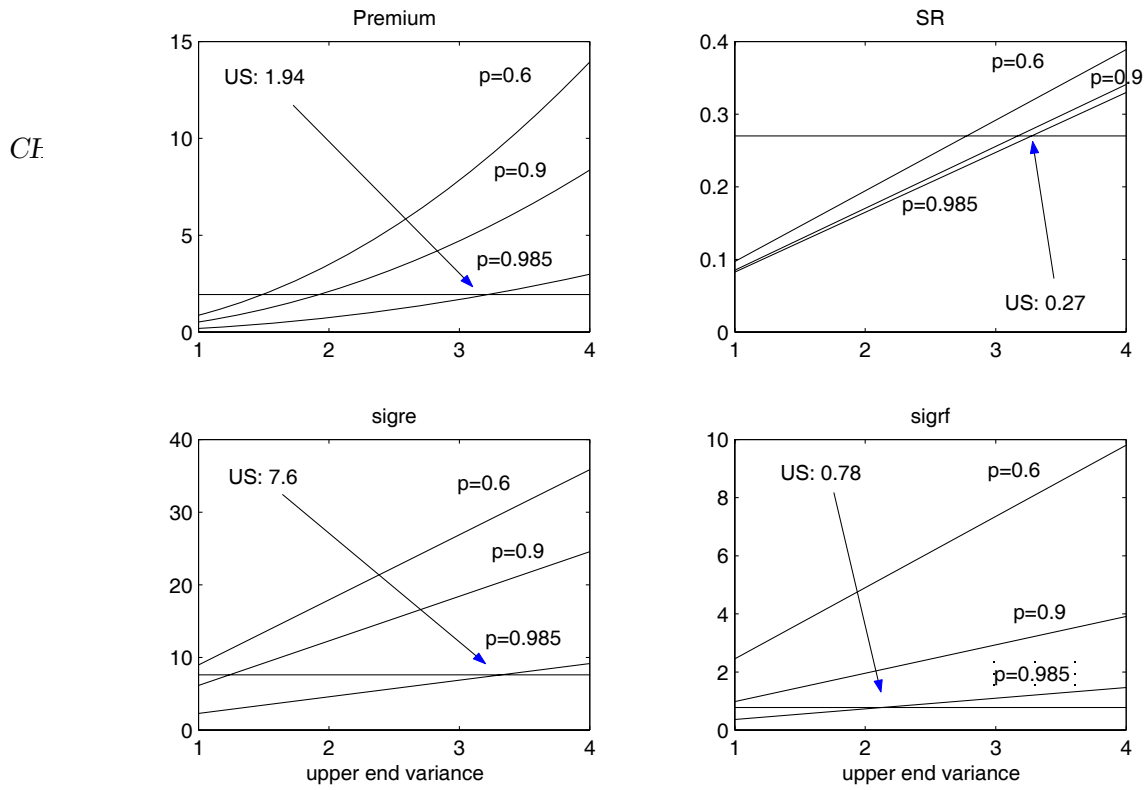 Premium
15
10
5
0
1 2 3 4
US: 1.94
p=0.6
p=0.9
p=0.985
SR
0.4
0.3
0.2
0.1
0
1 2 3 4
p=0.6
p=0.9
p=0.985
US: 0.27
sigre
40
30
20
10
0
1 2 3 4
upper end variance
US: 7.6
p=0.6
p=0.9
p=0.985
sigrf
10
8
6
4
2
0
1 2 3 4
upper end variance
US: 0.78
p=0.6
p=0.9
p=0.985